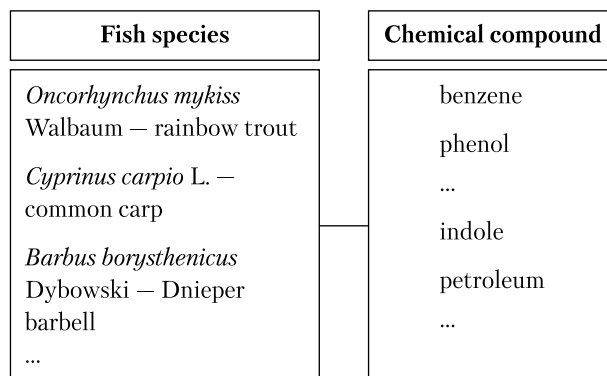 Fish species
Oncorhynchus mykiss
Walbaum — rainbow trout
Cyprinus carpio L. —
common carp
Barbus borysthenicus
Dybowski — Dnieper
barbell
...
Chemical compound
benzene
phenol
...
indole
petroleum
...